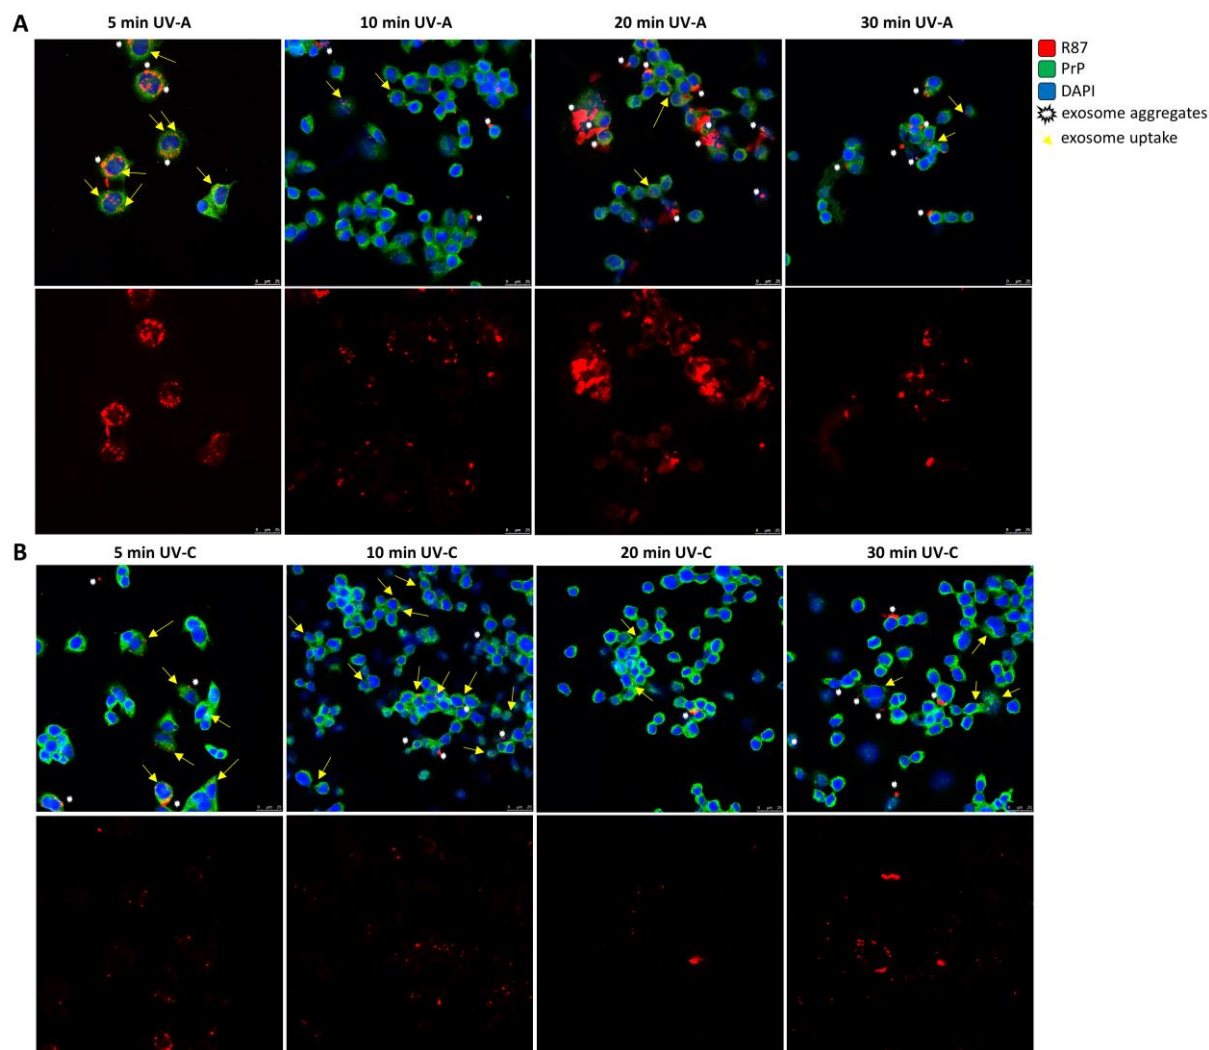 A
5 min UV-A
10 min UV-A
20 min UV-A
30 min UV-A
R87
PrP
DAPI
exosome aggregates
exosome uptake
B
5 min UV-C
10 min UV-C
20 min UV-C
30 min UV-C